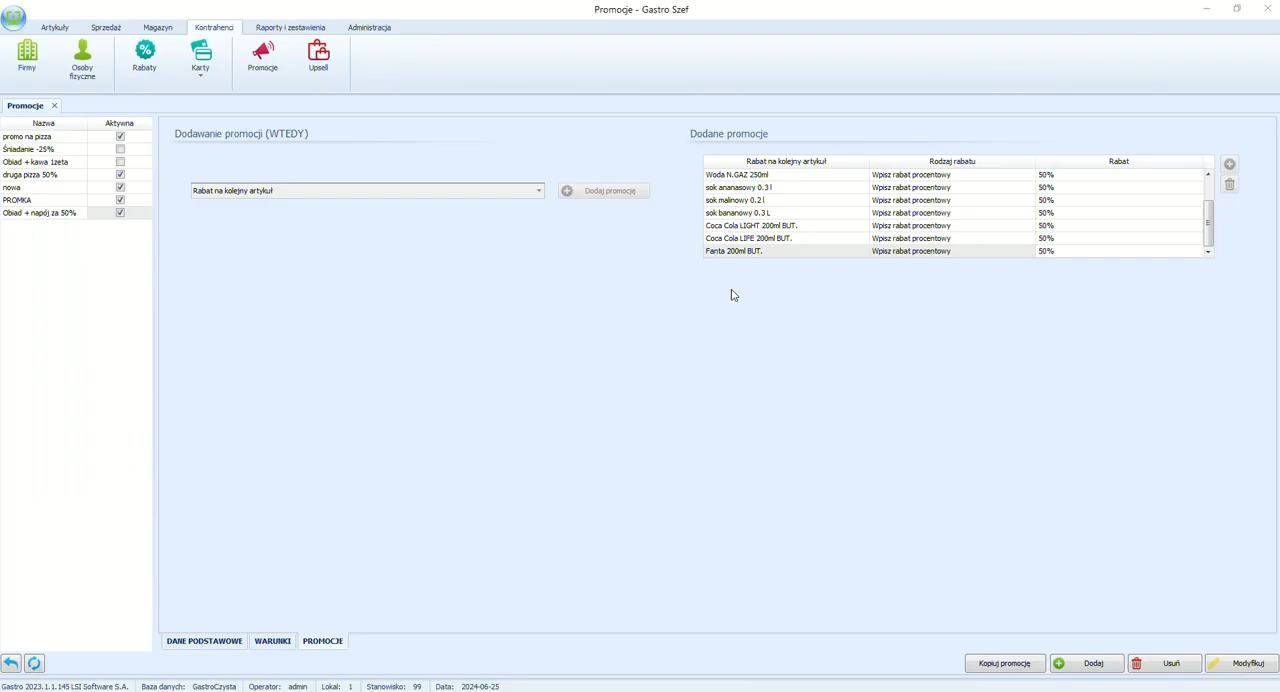 Promocje - Gastro Szef
Artykuły Sprzedaż Magazyn Kontrahenci Raporty i zestawienia Administracja
Firmy Osoby fizyczne Rabaty Karty Promocje Upsell
Promocje
Nazwa Aktywna
promo na pizza
Śniadanie -25%
Obiad + kawa 1zeta
druga pizza 50%
nowa
PROMKA
Obiad + napój za 50%
Dodawanie promocji (WTEDY)
Rabat na kolejny artykuł Dodaj promocję
Dodane promocje
Rabat na kolejny artykuł Rodzaj rabatu Rabat
Woda N.GAZ 250ml Wpisz rabat procentowy 50%
sok ananasowy 0.3 l Wpisz rabat procentowy 50%
sok malinowy 0.2 l Wpisz rabat procentowy 50%
sok bananowy 0.3 L Wpisz rabat procentowy 50%
Coca Cola LIGHT 200ml BUT. Wpisz rabat procentowy 50%
Coca Cola LIFE 200ml BUT. Wpisz rabat procentowy 50%
Fanta 200ml BUT. Wpisz rabat procentowy 50%
DANE PODSTAWOWE WARUNKI PROMOCJE
Kopiuj promocję Dodaj Usuń Modyfikuj
Gastro 2023.1.1.145 LSI Software S.A. Baza danych: GastroCzysta Operator: admin Lokal: 1 Stanowisko: 99 Data: 2024-06-25